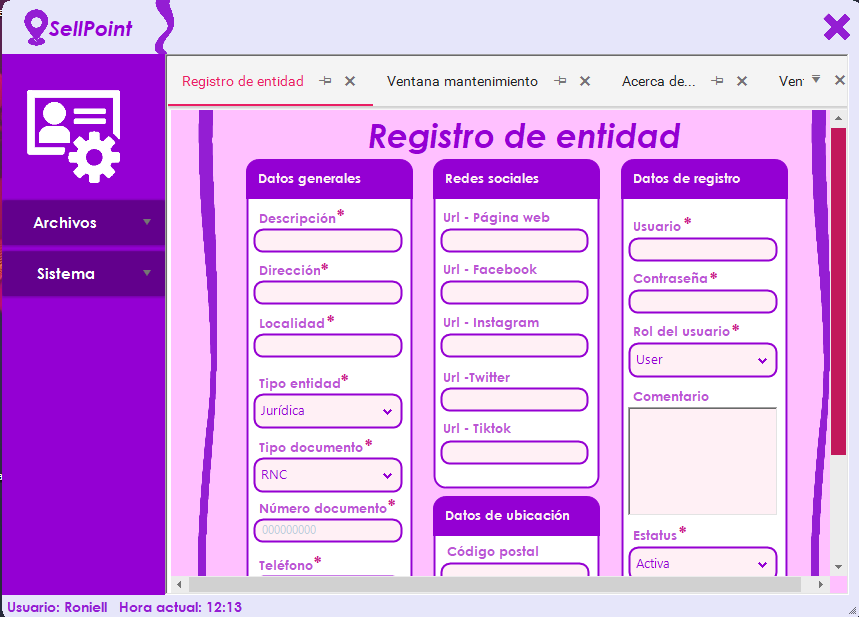 SellPoint
Registro de entidad
Ventana mantenimiento
Acerca de...
Ven
Archivos
Sistema
Registro de entidad
Datos generales
Descripción*
Dirección*
Localidad*
Tipo entidad*
Jurídica
Tipo documento*
RNC
Número documento*
000000000
Teléfono*
Redes sociales
Url - Página web
Url - Facebook
Url - Instagram
Url -Twitter
Url - Tiktok
Datos de ubicación
Código postal
Datos de registro
Usuario*
Contraseña*
Rol del usuario*
User
Comentario
Estatus*
Activa
Usuario: Roniell Hora actual: 12:13